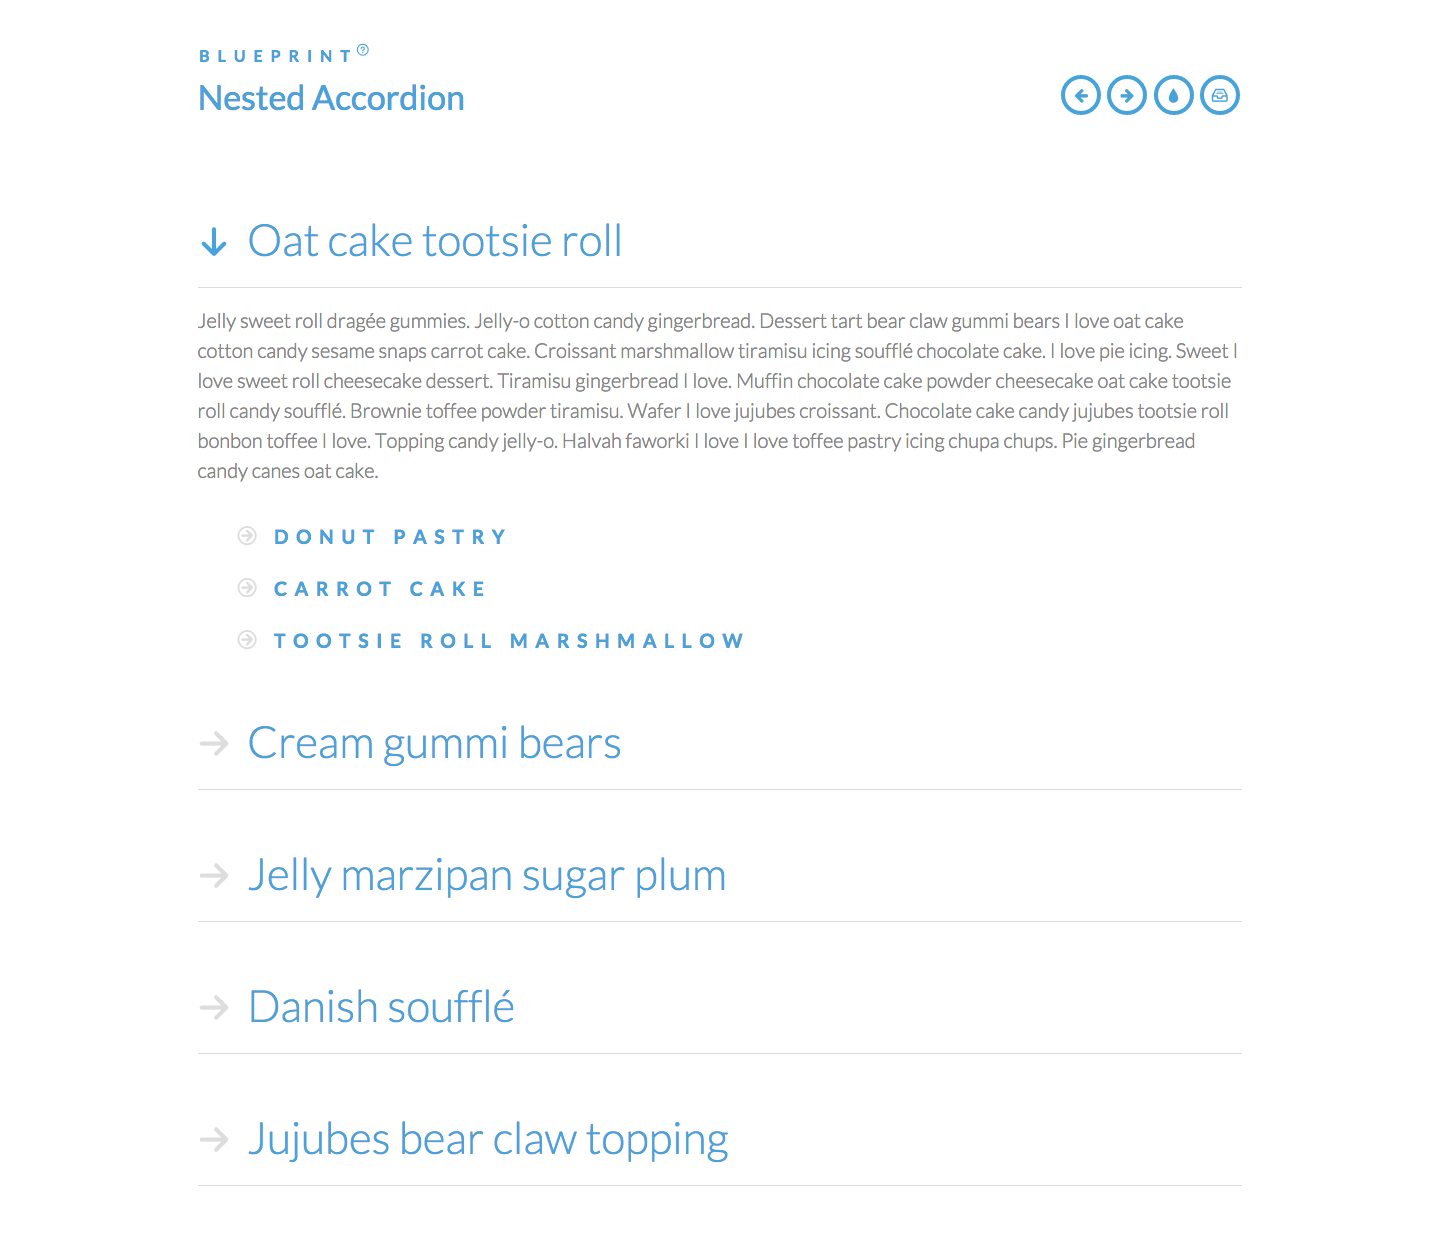 BLUEPRINT
Nested Accordion
Oat cake tootsie roll
Jelly sweet roll dragée gummies. Jelly-o cotton candy gingerbread. Dessert tart bear claw gummi bears I love oat cake
cotton candy sesame snaps carrot cake. Croissant marshmallow tiramisu icing soufflé chocolate cake. I love pie icing. Sweet I
love sweet roll cheesecake dessert. Tiramisu gingerbread I love. Muffin chocolate cake powder cheesecake oat cake tootsie
roll candy soufflé. Brownie toffee powder tiramisu. Wafer I love jujubes croissant. Chocolate cake candy jujubes tootsie roll
bonbon toffee I love. Topping candy jelly-o. Halvah faworki I love I love toffee pastry icing chupa chups. Pie gingerbread
candy canes oat cake.
DONUT PASTRY
CARROT CAKE
TOOTSIE ROLL MARSHMALLOW
Cream gummi bears
Jelly marzipan sugar plum
Danish soufflé
Jujubes bear claw topping